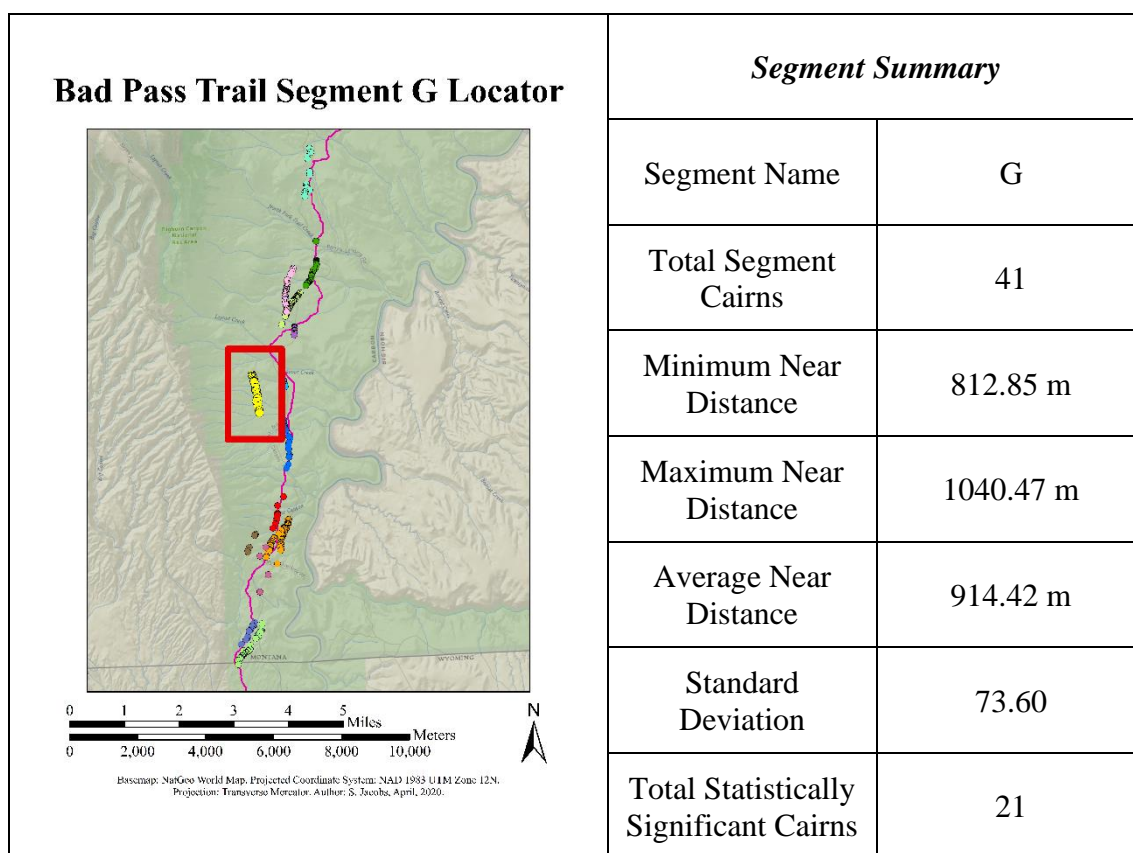 Bad Pass Trail Segment G Locator
MONTANA
WYOMING
0 1 2 3 4 5
Miles
Meters
0 2,000 4,000 6,000 8,000 10,000
N
Basemap: NatGeo World Map. Projected Coordinate System: NAD 1983 UTM Zone 12N.
Projection: Transverse Mercator. Author: S. Jacobs, April, 2020.
Segment Summary
Segment Name
G
Total Segment
Cairns
41
Minimum Near
Distance
812.85 m
Maximum Near
Distance
1040.47 m
Average Near
Distance
914.42 m
Standard
Deviation
73.60
Total Statistically
Significant Cairns
21